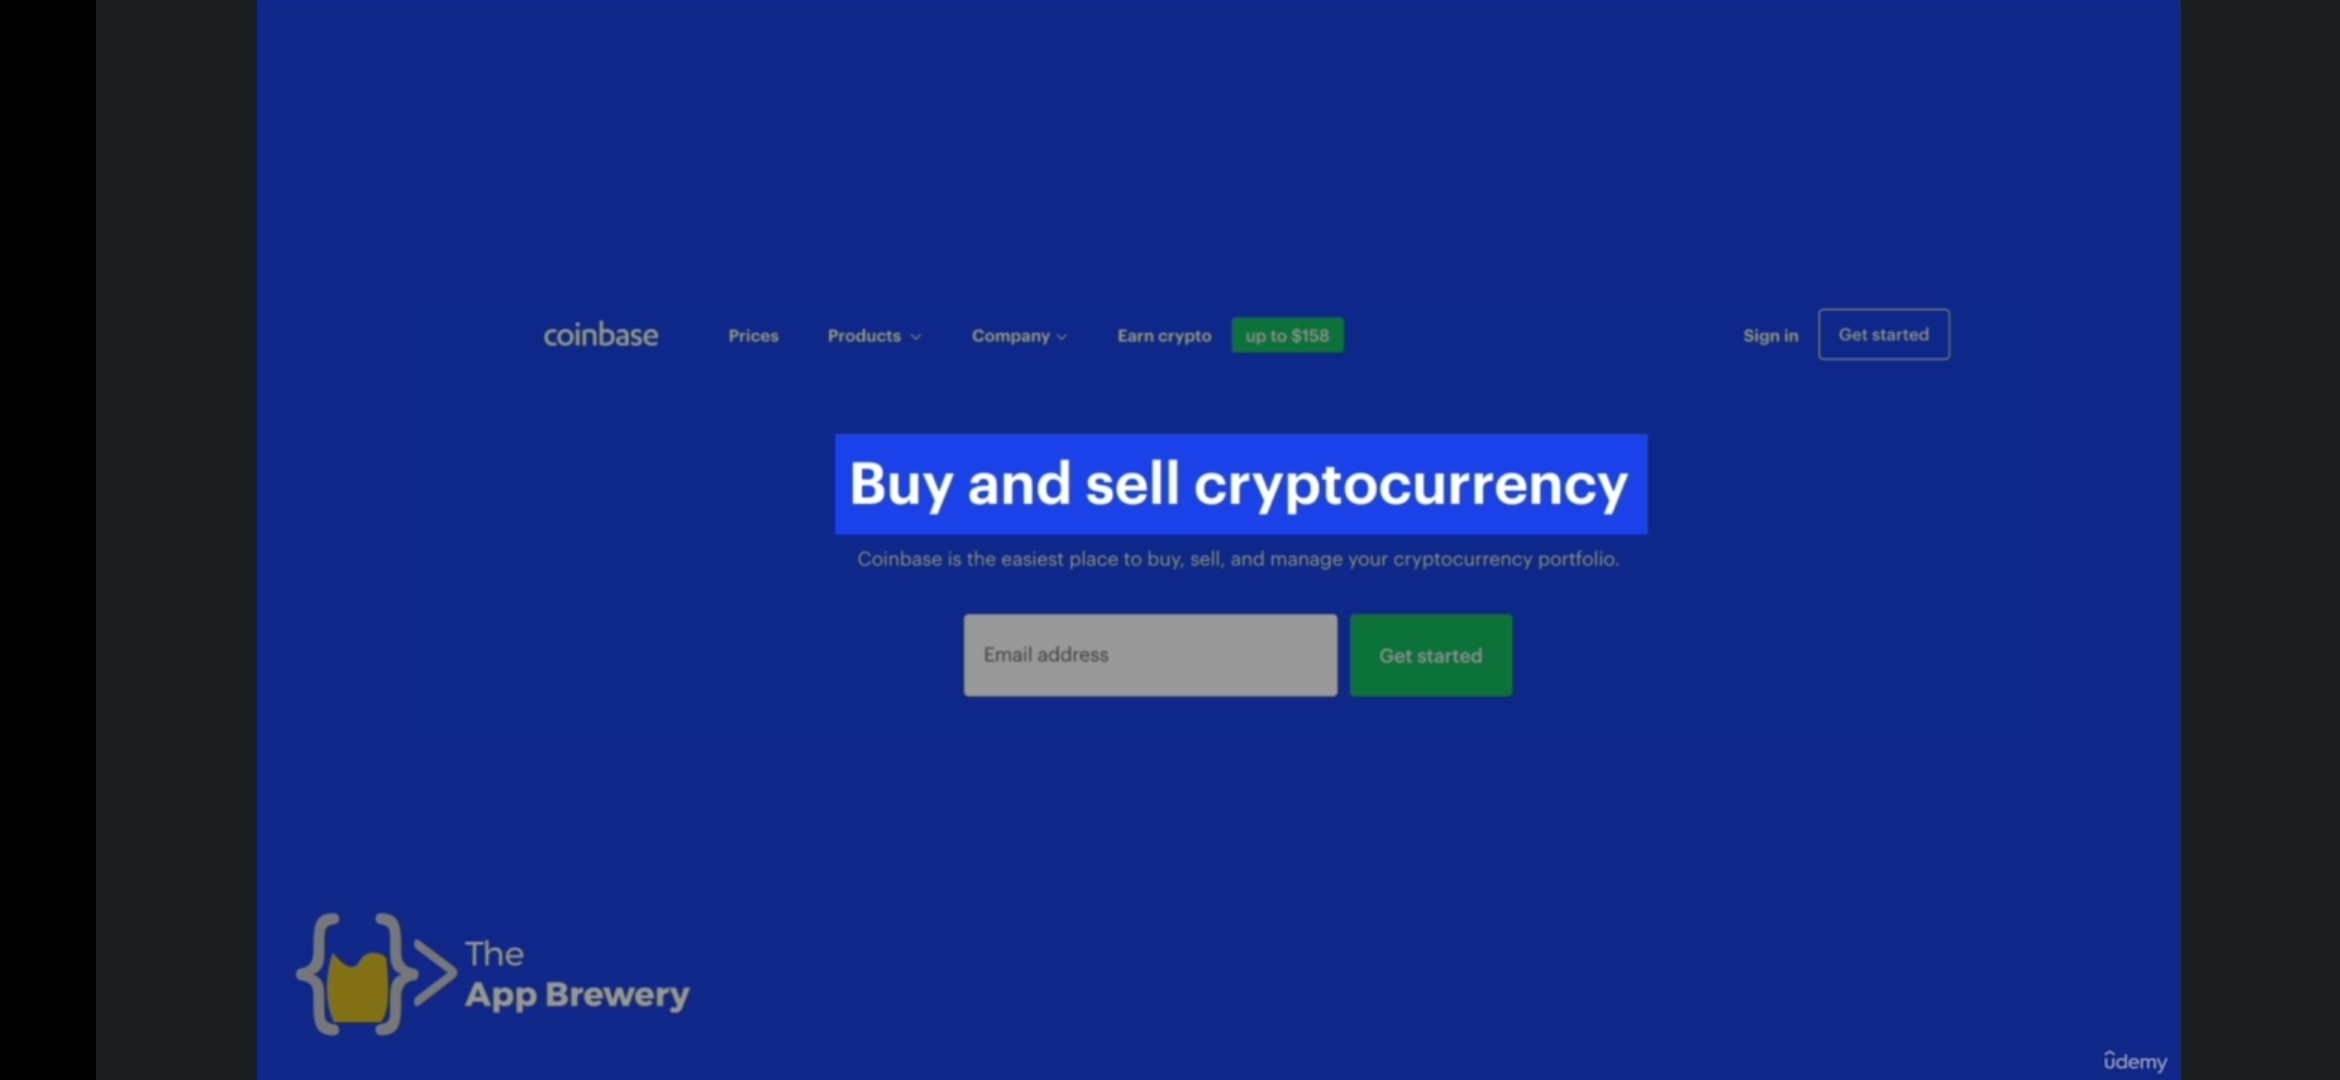 coinbase Prices Products Company Earn crypto up to $158 Sign in Get started
Buy and sell cryptocurrency
Coinbase is the easiest place to buy, sell, and manage your cryptocurrency portfolio.
Email address Get started
The
App Brewery
ûdemy